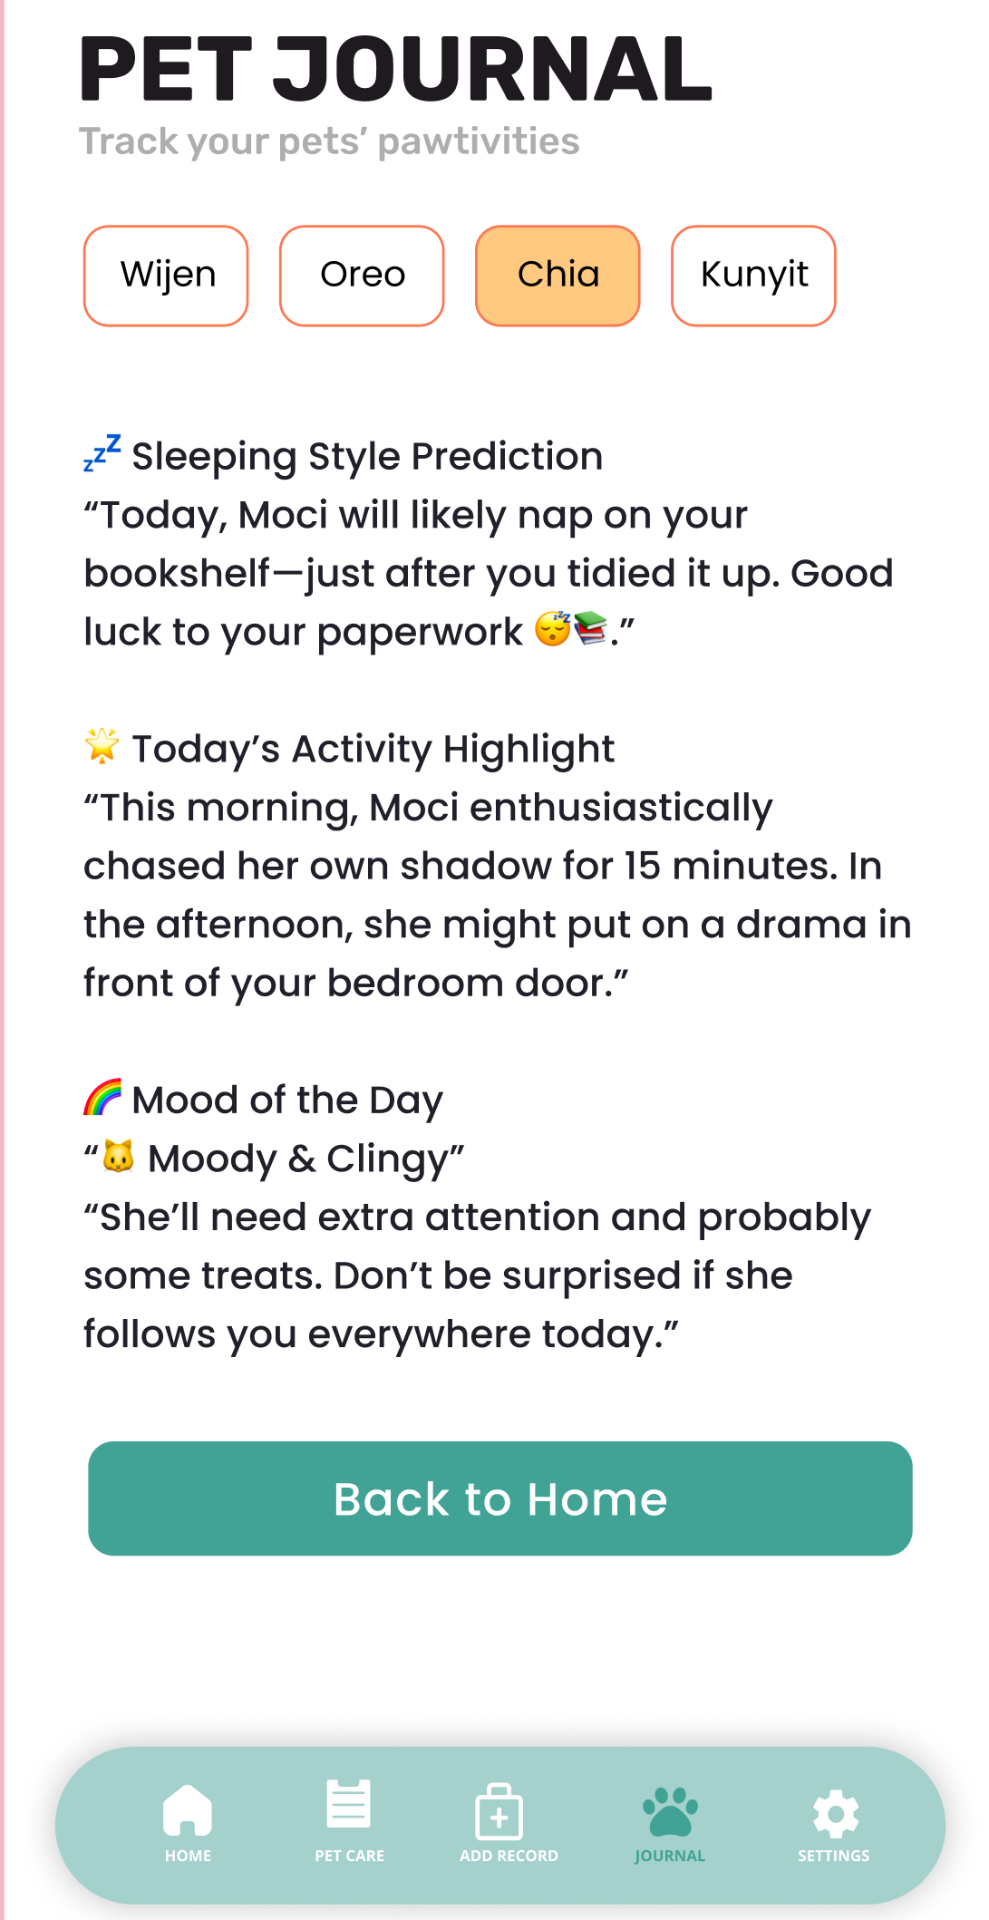 PET JOURNAL
Track your pets’ pawtivities
Wijen
Oreo
Chia
Kunyit
💤 Sleeping Style Prediction
“Today, Moci will likely nap on your
bookshelf—just after you tidied it up. Good
luck to your paperwork 😴📚.”
🌟 Today’s Activity Highlight
“This morning, Moci enthusiastically
chased her own shadow for 15 minutes. In
the afternoon, she might put on a drama in
front of your bedroom door.”
🌈 Mood of the Day
“🐱 Moody & Clingy”
“She’ll need extra attention and probably
some treats. Don’t be surprised if she
follows you everywhere today.”
Back to Home
HOME
PET CARE
ADD RECORD
JOURNAL
SETTINGS